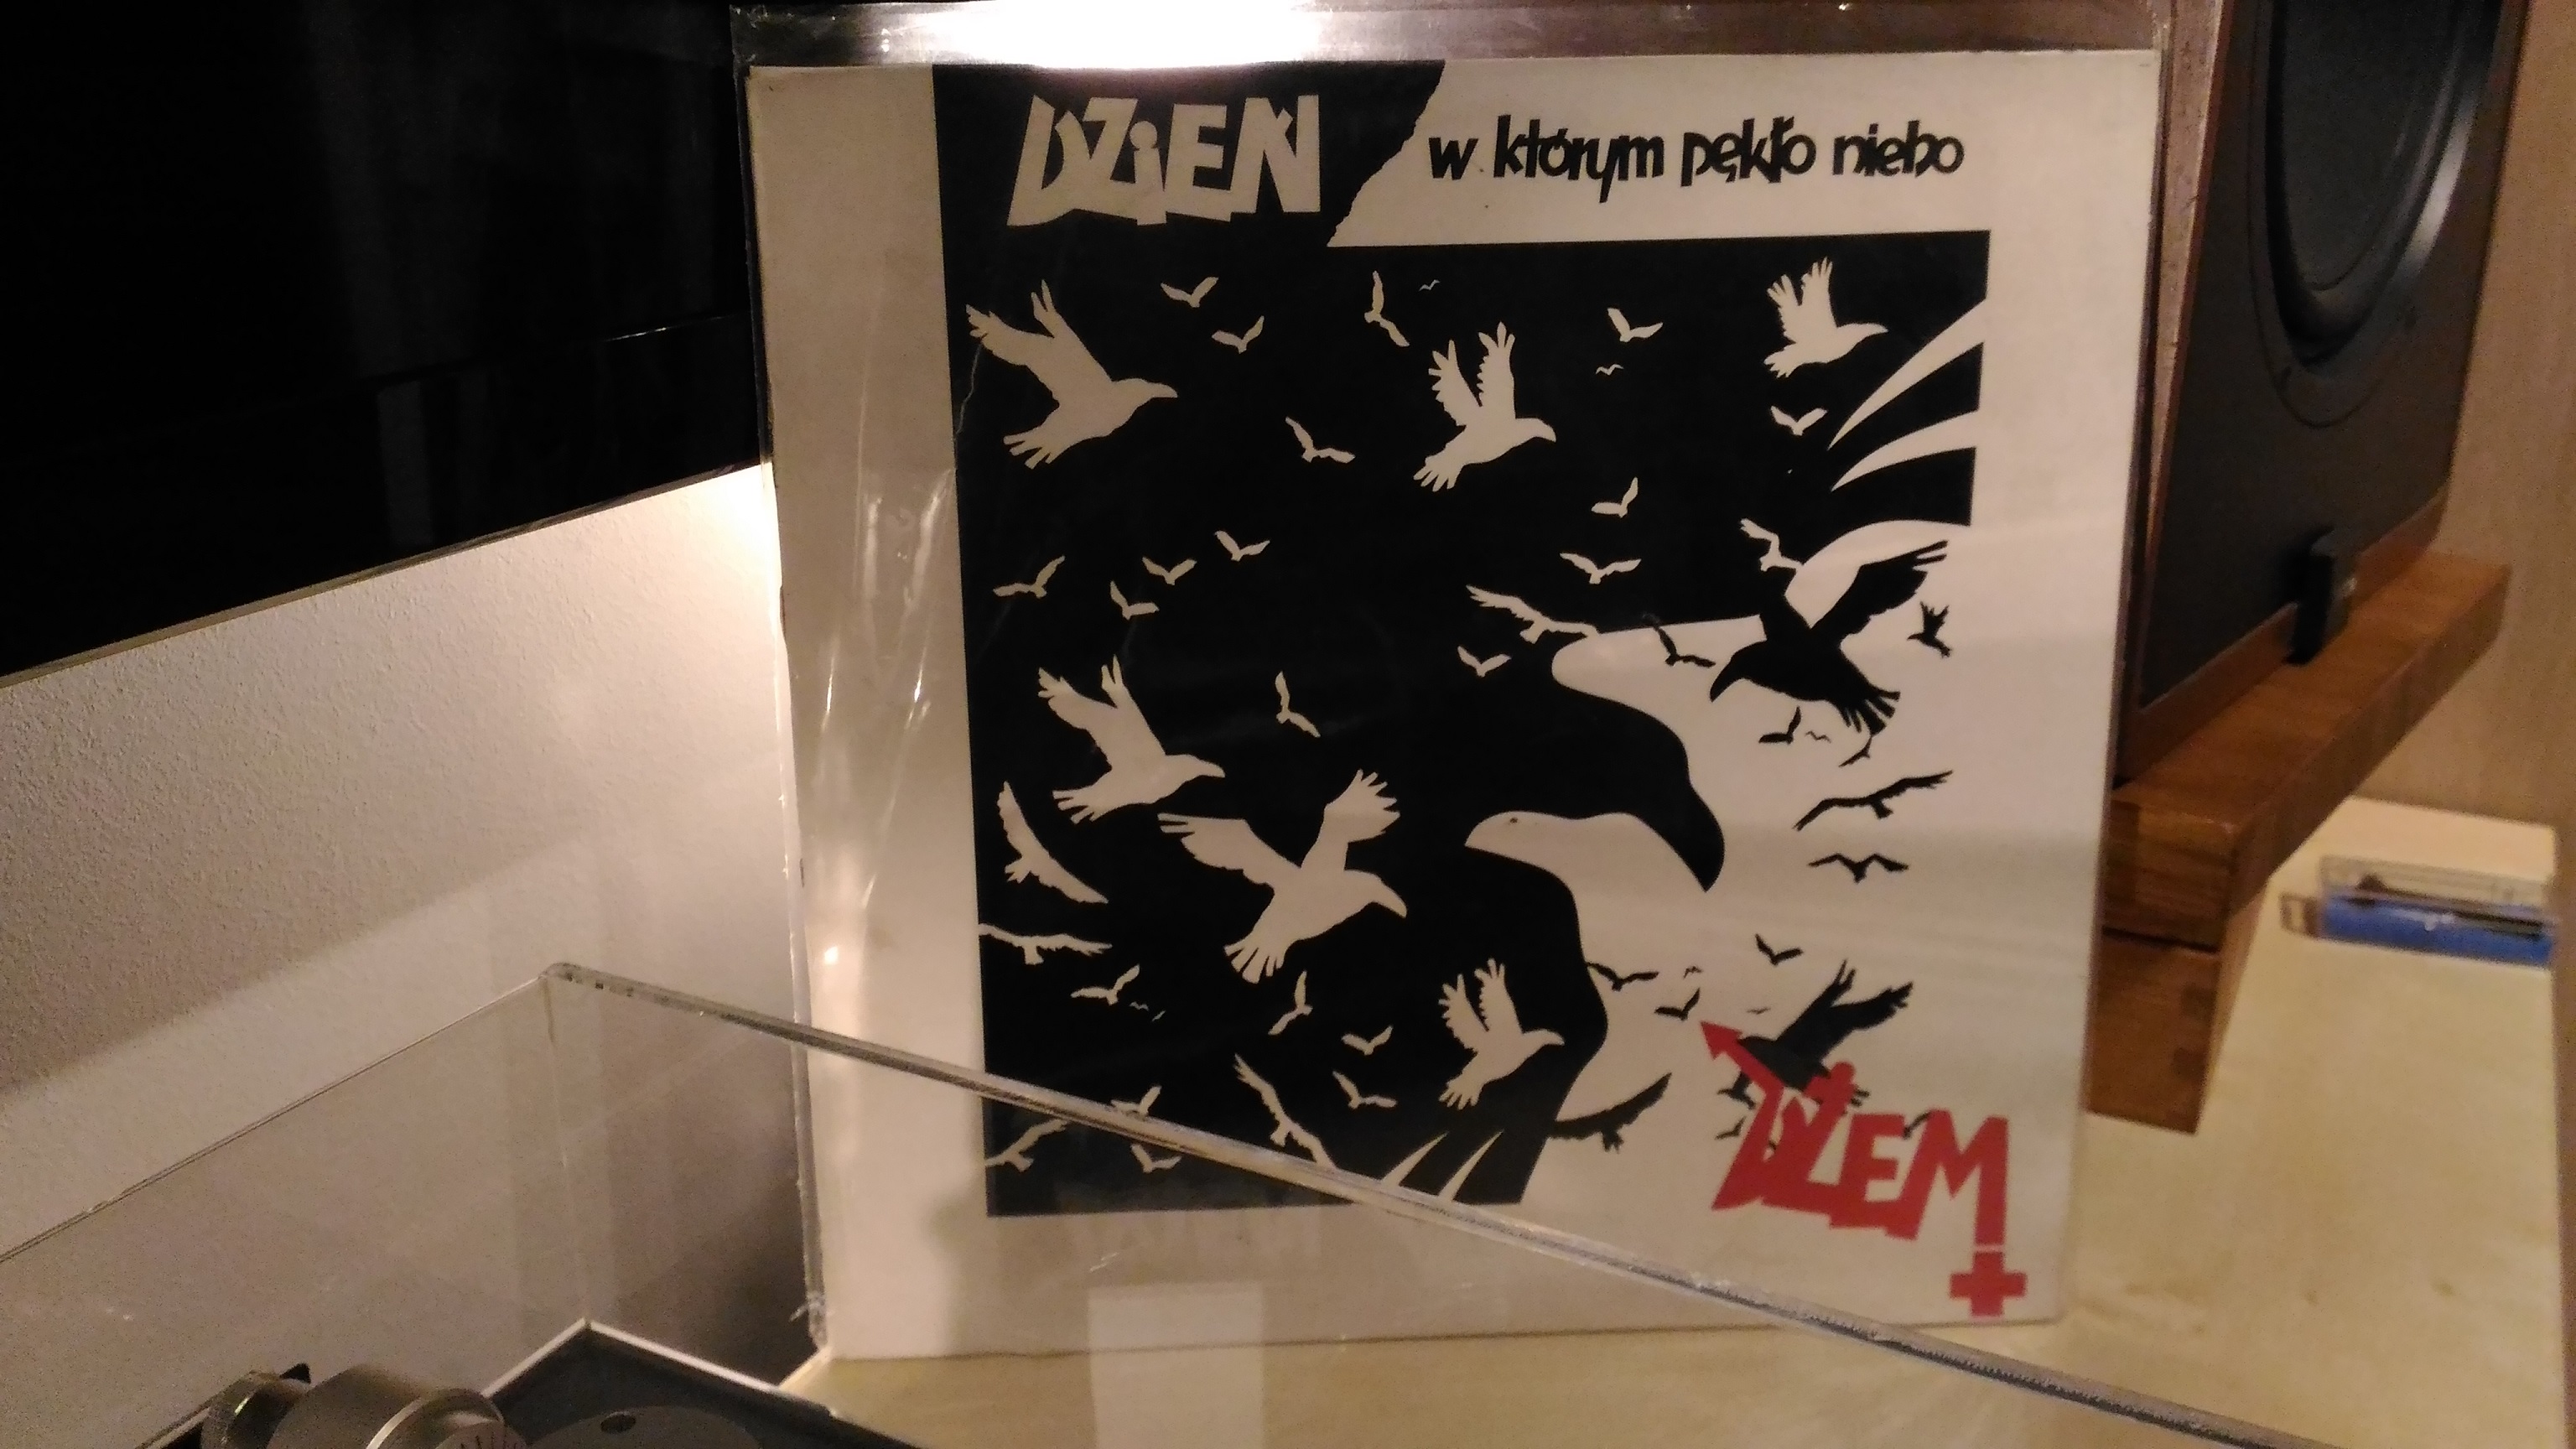 DZiEŃ
w którym pękło niebo
DŻEM